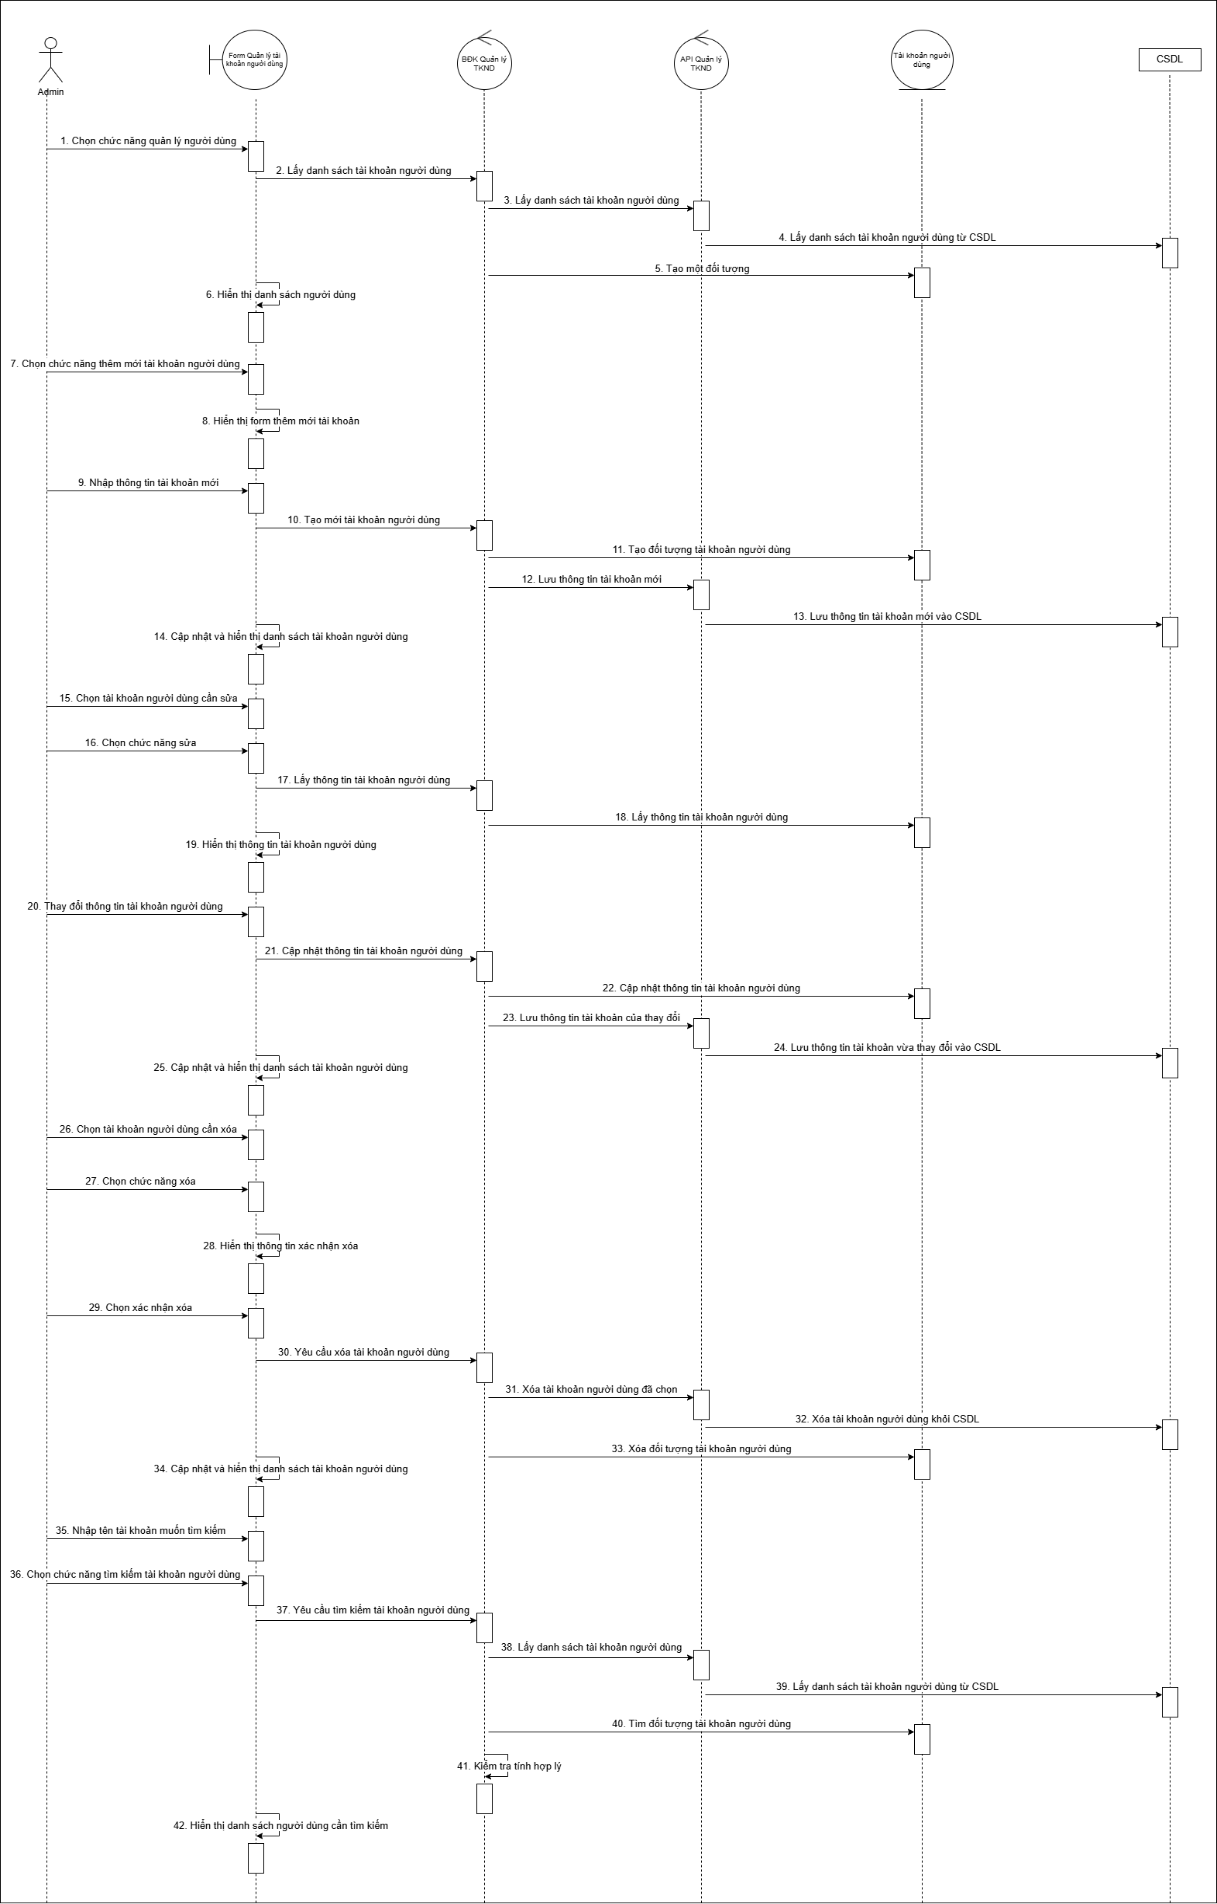 Admin
Form Quản lý tài
khoản người dùng
BĐK Quản lý
TKND
API Quản lý
TKND
Tài khoản người
dùng
CSDL
1. Chọn chức năng quản lý người dùng
2. Lấy danh sách tài khoản người dùng
3. Lấy danh sách tài khoản người dùng
4. Lấy danh sách tài khoản người dùng từ CSDL
5. Tạo một đối tượng
6. Hiển thị danh sách người dùng
7. Chọn chức năng thêm mới tài khoản người dùng
8. Hiển thị form thêm mới tài khoản
9. Nhập thông tin tài khoản mới
10. Tạo mới tài khoản người dùng
11. Tạo đối tượng tài khoản người dùng
12. Lưu thông tin tài khoản mới
13. Lưu thông tin tài khoản mới vào CSDL
14. Cập nhật và hiển thị danh sách tài khoản người dùng
15. Chọn tài khoản người dùng cần sửa
16. Chọn chức năng sửa
17. Lấy thông tin tài khoản người dùng
18. Lấy thông tin tài khoản người dùng
19. Hiển thị thông tin tài khoản người dùng
20. Thay đổi thông tin tài khoản người dùng
21. Cập nhật thông tin tài khoản người dùng
22. Cập nhật thông tin tài khoản người dùng
23. Lưu thông tin tài khoản của thay đổi
24. Lưu thông tin tài khoản vừa thay đổi vào CSDL
25. Cập nhật và hiển thị danh sách tài khoản người dùng
26. Chọn tài khoản người dùng cần xóa
27. Chọn chức năng xóa
28. Hiển thị thông tin xác nhận xóa
29. Chọn xác nhận xóa
30. Yêu cầu xóa tài khoản người dùng
31. Xóa tài khoản người dùng đã chọn
32. Xóa tài khoản người dùng khỏi CSDL
33. Xóa đối tượng tài khoản người dùng
34. Cập nhật và hiển thị danh sách tài khoản người dùng
35. Nhập tên tài khoản muốn tìm kiếm
36. Chọn chức năng tìm kiếm tài khoản người dùng
37. Yêu cầu tìm kiếm tài khoản người dùng
38. Lấy danh sách tài khoản người dùng
39. Lấy danh sách tài khoản người dùng từ CSDL
40. Tìm đối tượng tài khoản người dùng
41. Kiểm tra tính hợp lý
42. Hiển thị danh sách người dùng cần tìm kiếm